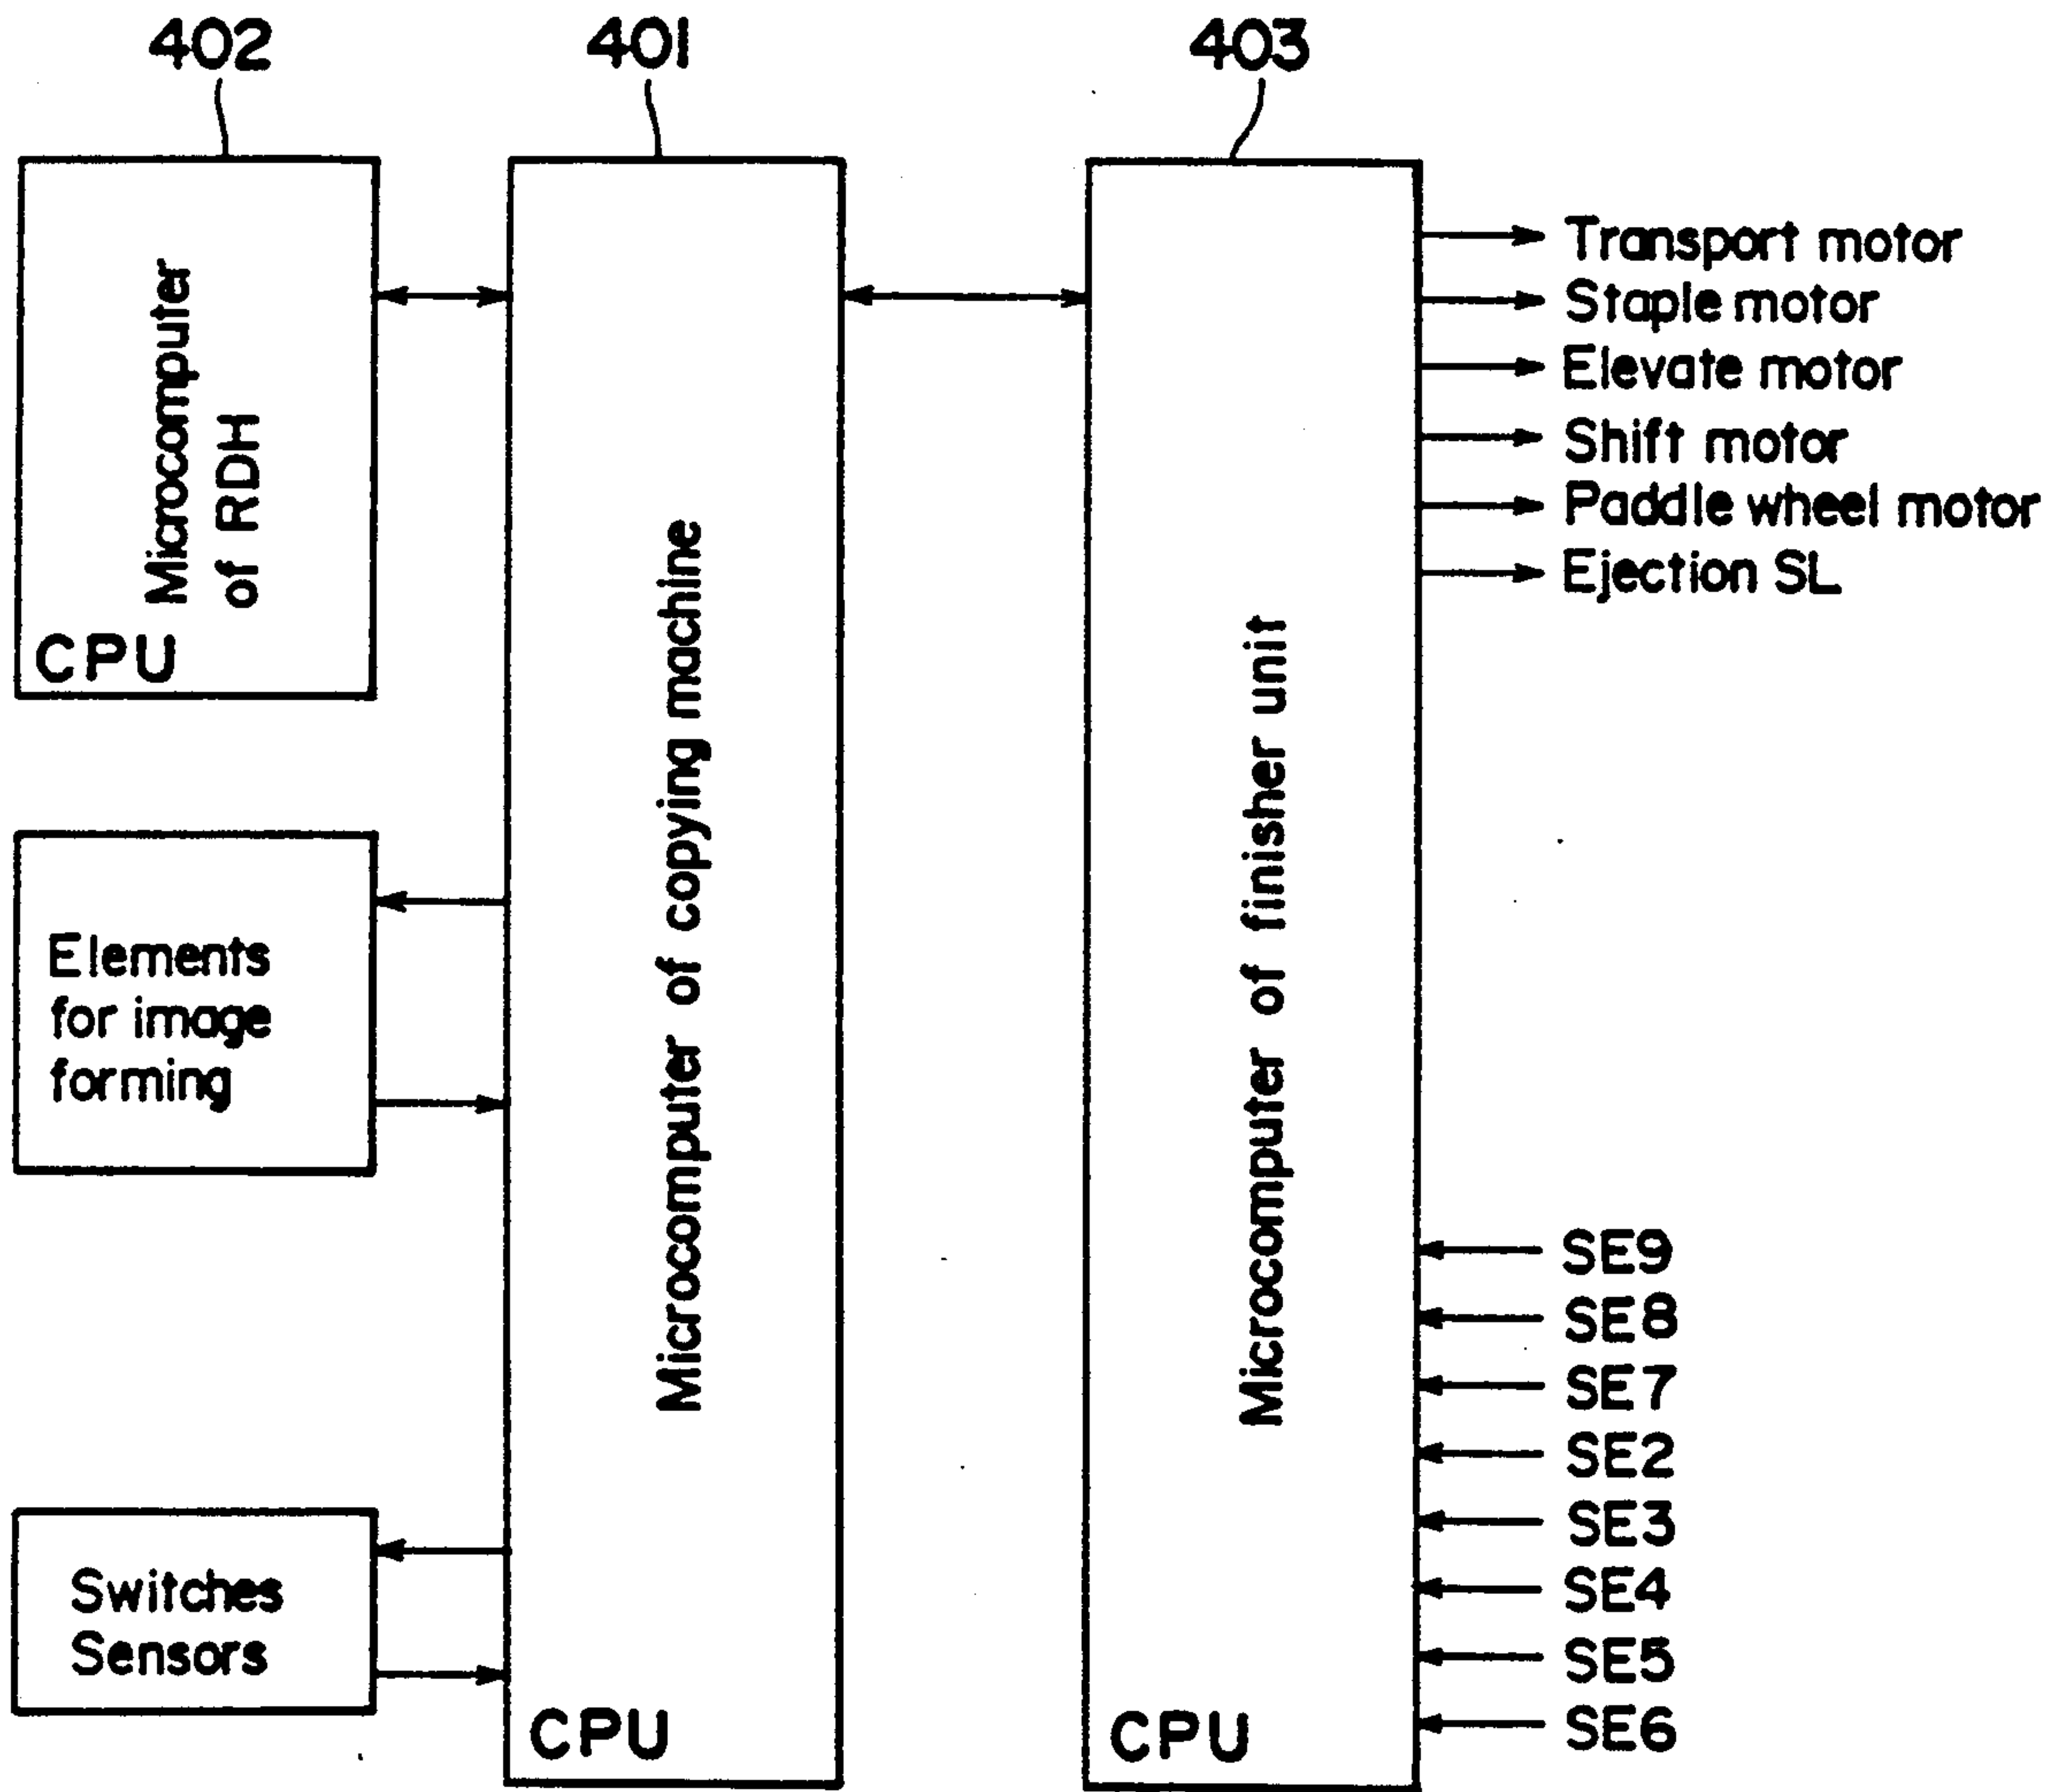 402
401
403
Microcomputer
of RDH
CPU
Elements
for image
forming
Switches
Sensors
Microcomputer of copying machine
CPU
Microcomputer of finisher unit
CPU
Transport motor
Staple motor
Elevate motor
Shift motor
Paddle wheel motor
Ejection SL
SE9
SE8
SE7
SE2
SE3
SE4
SE5
SE6